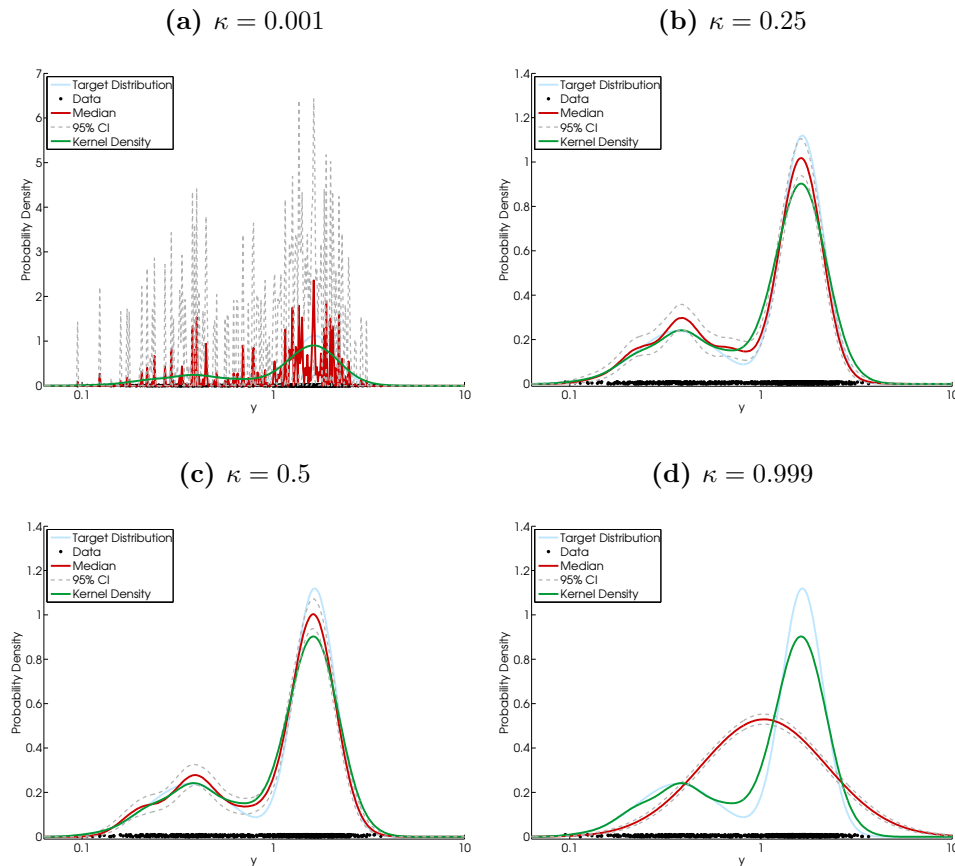 (a) κ = 0.001
(b) κ = 0.25
7
6
5
4
3
2
1
0
Probability Density
Target Distribution
Data
Median
95% CI
Kernel Density
0.1
1
10
y
1.4
1.2
1
0.8
0.6
0.4
0.2
0
Probability Density
Target Distribution
Data
Median
95% CI
Kernel Density
0.1
1
10
y
(c) κ = 0.5
(d) κ = 0.999
1.4
1.2
1
0.8
0.6
0.4
0.2
0
Probability Density
Target Distribution
Data
Median
95% CI
Kernel Density
0.1
1
10
y
1.4
1.2
1
0.8
0.6
0.4
0.2
0
Probability Density
Target Distribution
Data
Median
95% CI
Kernel Density
0.1
1
10
y